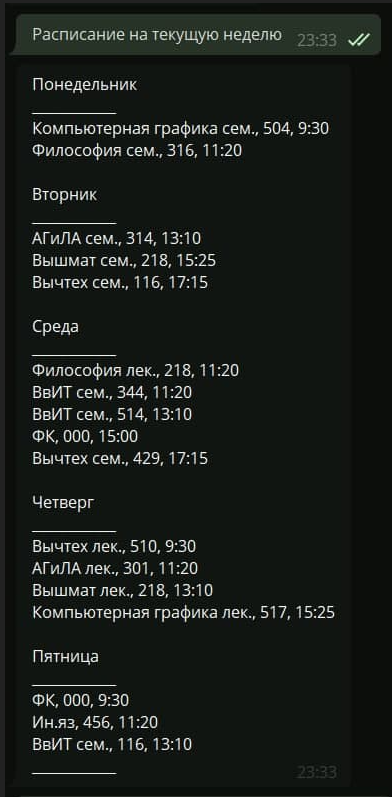 Расписание на текущую неделю 23:33
Понедельник
___________
Компьютерная графика сем., 504, 9:30
Философия сем., 316, 11:20
Вторник
___________
АГиЛА сем., 314, 13:10
Вышмат сем., 218, 15:25
Вычтех сем., 116, 17:15
Среда
___________
Философия лек., 218, 11:20
ВвИТ сем., 344, 11:20
ВвИТ сем., 514, 13:10
ФК, 000, 15:00
Вычтех сем., 429, 17:15
Четверг
___________
Вычтех лек., 510, 9:30
АГиЛА лек., 301, 11:20
Вышмат лек., 218, 13:10
Компьютерная графика лек., 517, 15:25
Пятница
___________
ФК, 000, 9:30
Ин.яз, 456, 11:20
ВвИТ сем., 116, 13:10
___________ 23:33